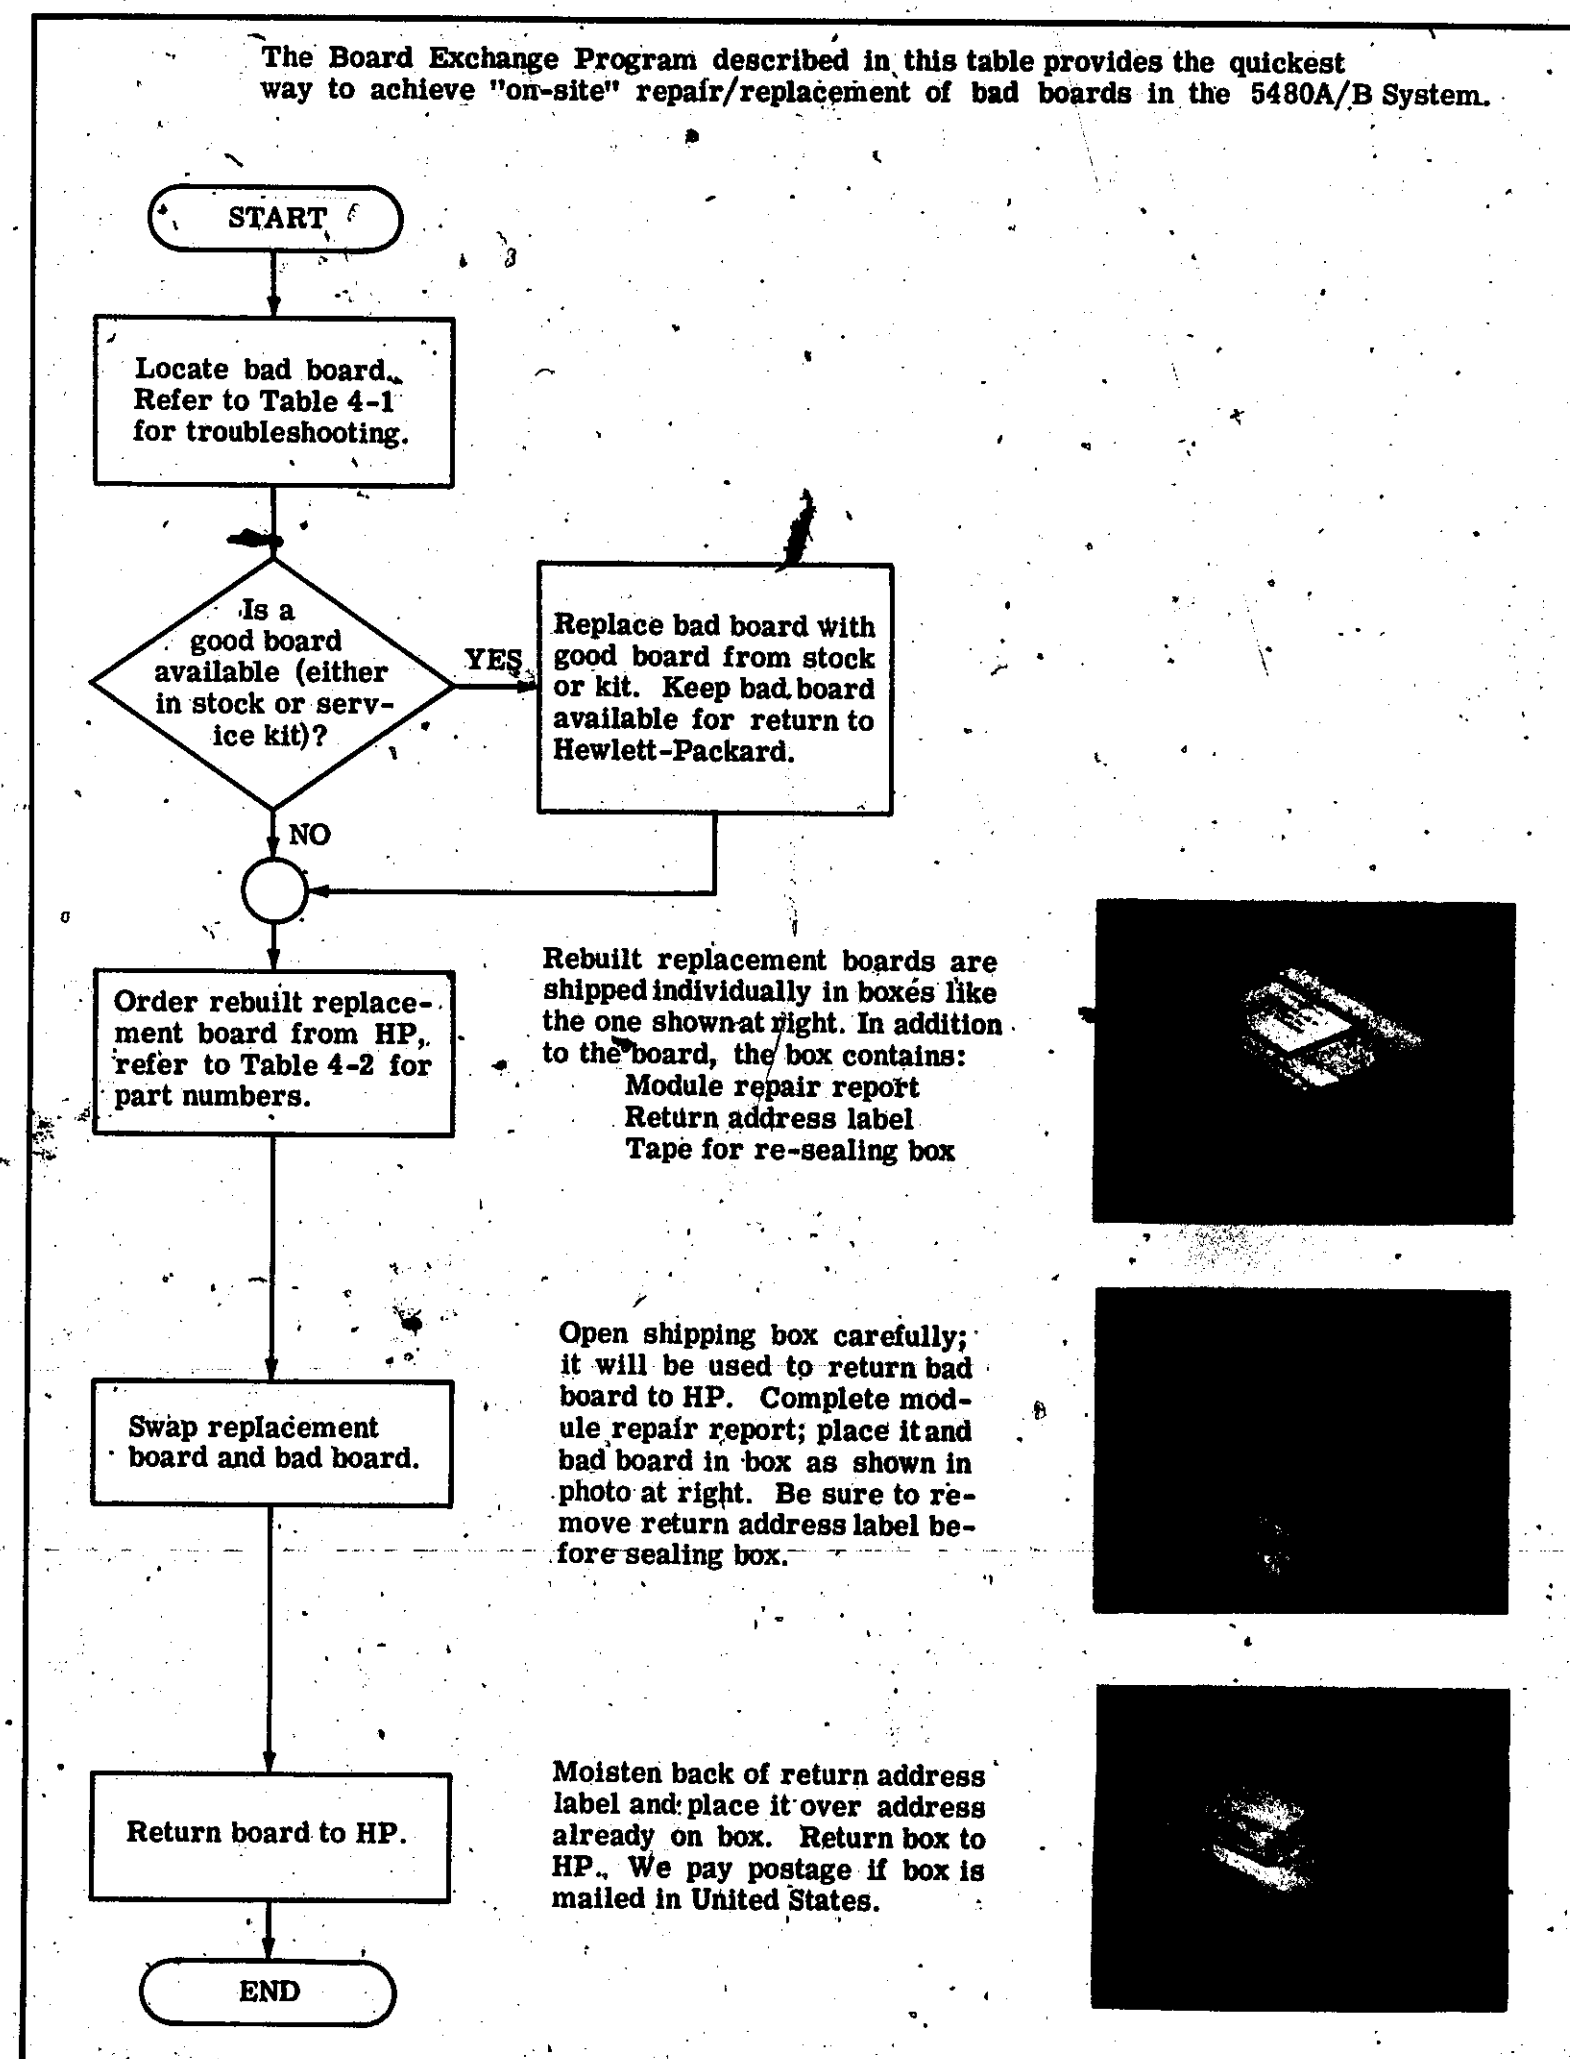 The Board Exchange Program described in this table provides the quickest
way to achieve "on-site" repair/replacement of bad boards in the 5480A/B System.
START
Locate bad board.
Refer to Table 4-1
for troubleshooting.
Is a
good board
available (either
in stock or serv-
ice kit)?
YES
Replace bad board with
good board from stock
or kit. Keep bad board
available for return to
Hewlett-Packard.
NO
Order rebuilt replace-
ment board from HP,
refer to Table 4-2 for
part numbers.
Rebuilt replacement boards are
shipped individually in boxes like
the one shown at right. In addition
to the board, the box contains:
Module repair report
Return address label
Tape for re-sealing box
Swap replacement
board and bad board.
Open shipping box carefully;
it will be used to return bad
board to HP. Complete mod-
ule repair report; place it and
bad board in box as shown in
photo at right. Be sure to re-
move return address label be-
fore sealing box.
Return board to HP.
Moisten back of return address
label and place it over address
already on box. Return box to
HP. We pay postage if box is
mailed in United States.
END